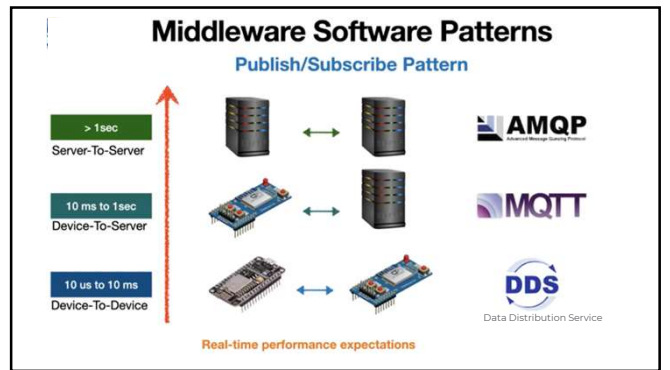 Middleware Software Patterns
Publish/Subscribe Pattern
> 1sec
Server-To-Server
AMQP
Advanced Message Queuing Protocol
10 ms to 1sec
Device-To-Server
MQTT
10 us to 10 ms
Device-To-Device
DDS
Data Distribution Service
Real-time performance expectations